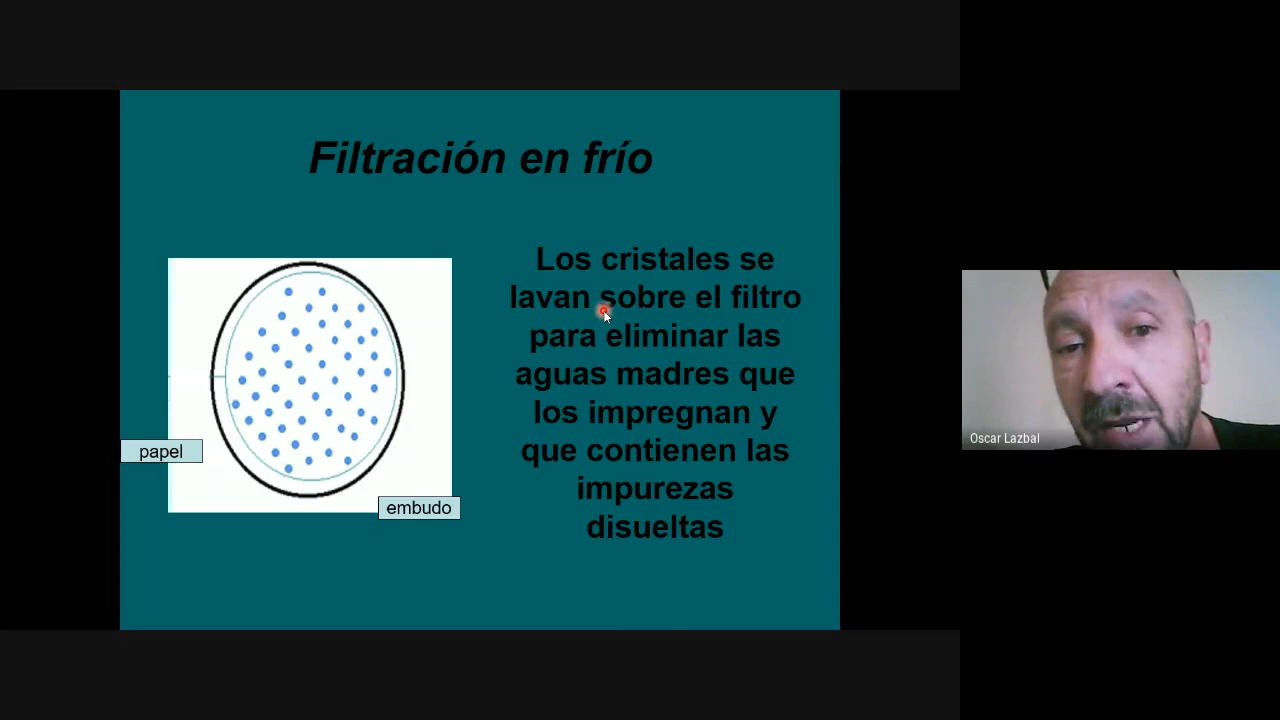 Filtración en frío
Los cristales se
lavan sobre el filtro
para eliminar las
aguas madres que
los impregnan y
que contienen las
impurezas
disueltas
papel
embudo
Oscar Lazbal